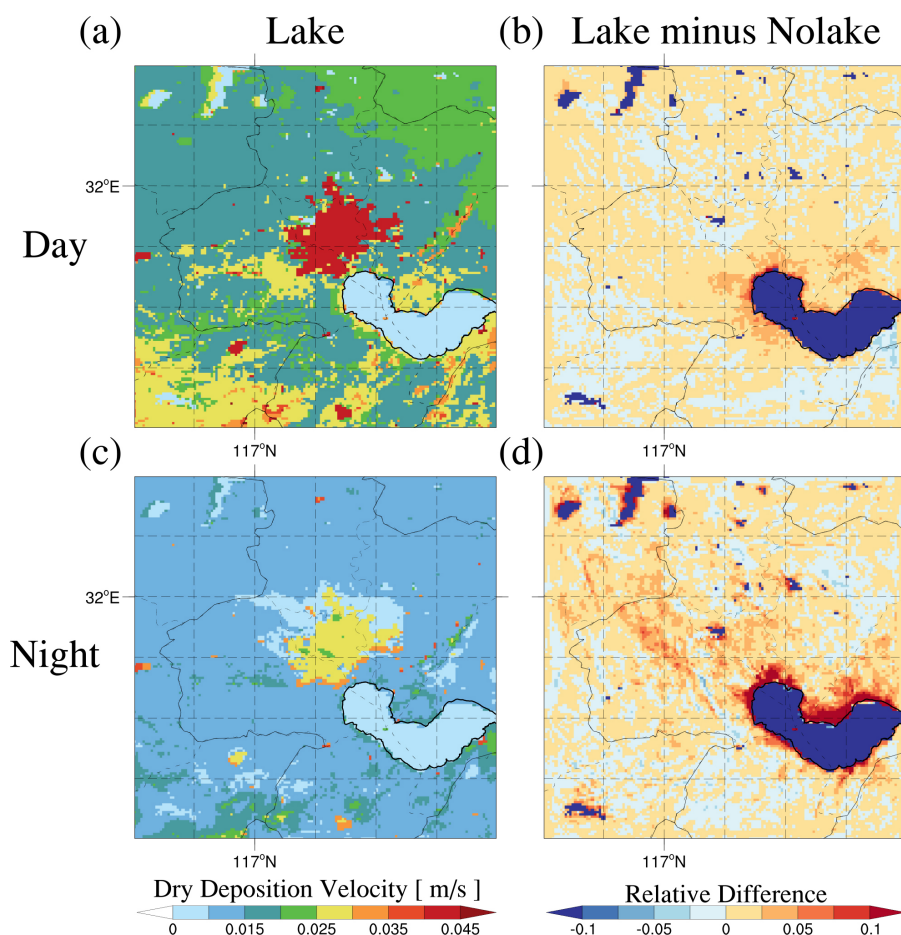 (a) Lake
(b) Lake minus Nolake
32°E
Day
117°N
117°N
(c)
(d)
32°E
Night
117°N
117°N
Dry Deposition Velocity [ m/s ]
0 0.015 0.025 0.035 0.045
Relative Difference
-0.1 -0.05 0 0.05 0.1